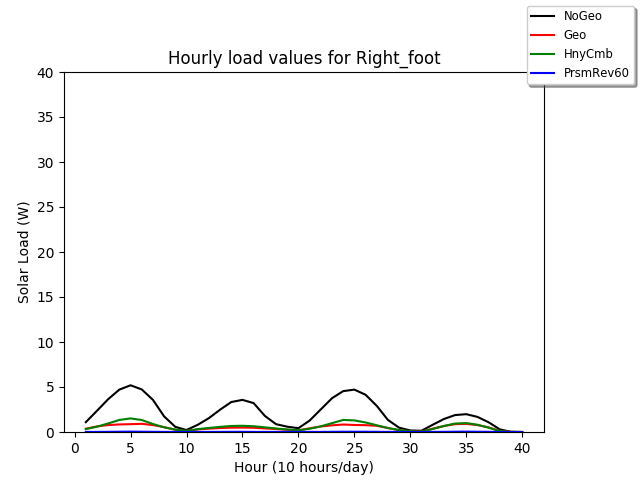 NoGeo
Geo
HnyCmb
PrsmRev60
Hourly load values for Right_foot
40
35
30
25
20
15
10
5
0
Solar Load (W)
0 5 10 15 20 25 30 35 40
Hour (10 hours/day)